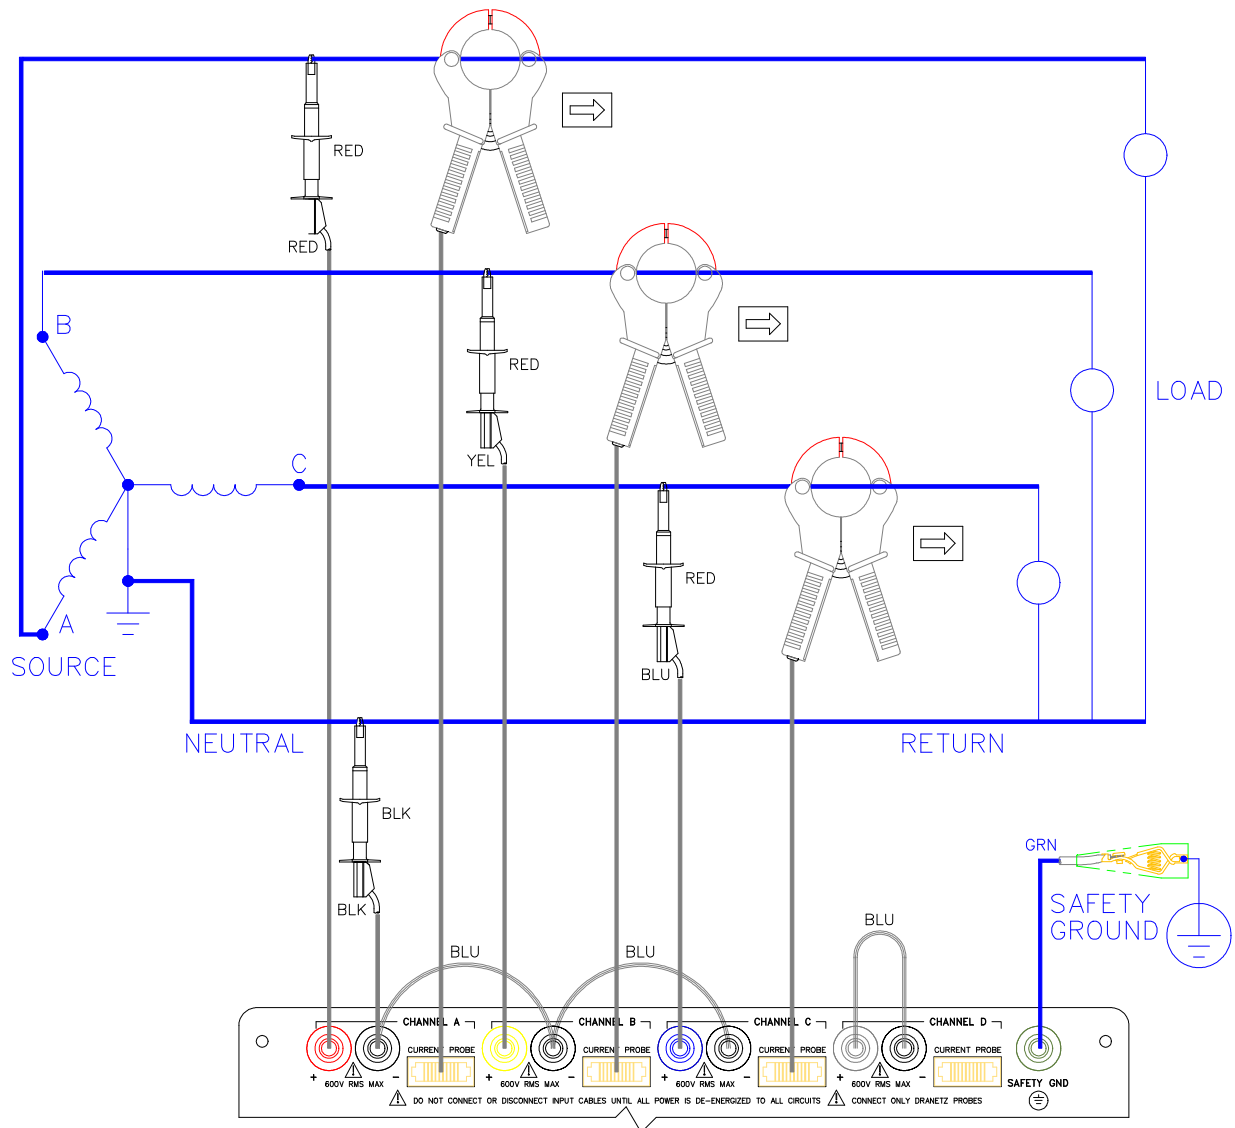 RED
RED
B
RED
LOAD
YEL
C
RED
A
SOURCE
BLU
NEUTRAL
RETURN
BLK
GRN
BLK
SAFETY
GROUND
BLU
BLU
BLU
CHANNEL A
CHANNEL B
CHANNEL C
CHANNEL D
CURRENT PROBE
CURRENT PROBE
CURRENT PROBE
CURRENT PROBE
+ −
+ −
+ −
+ −
600V RMS MAX
600V RMS MAX
600V RMS MAX
600V RMS MAX
SAFETY GND
DO NOT CONNECT OR DISCONNECT INPUT CABLES UNTIL ALL POWER IS DE-ENERGIZED TO ALL CIRCUITS
CONNECT ONLY DRANETZ PROBES